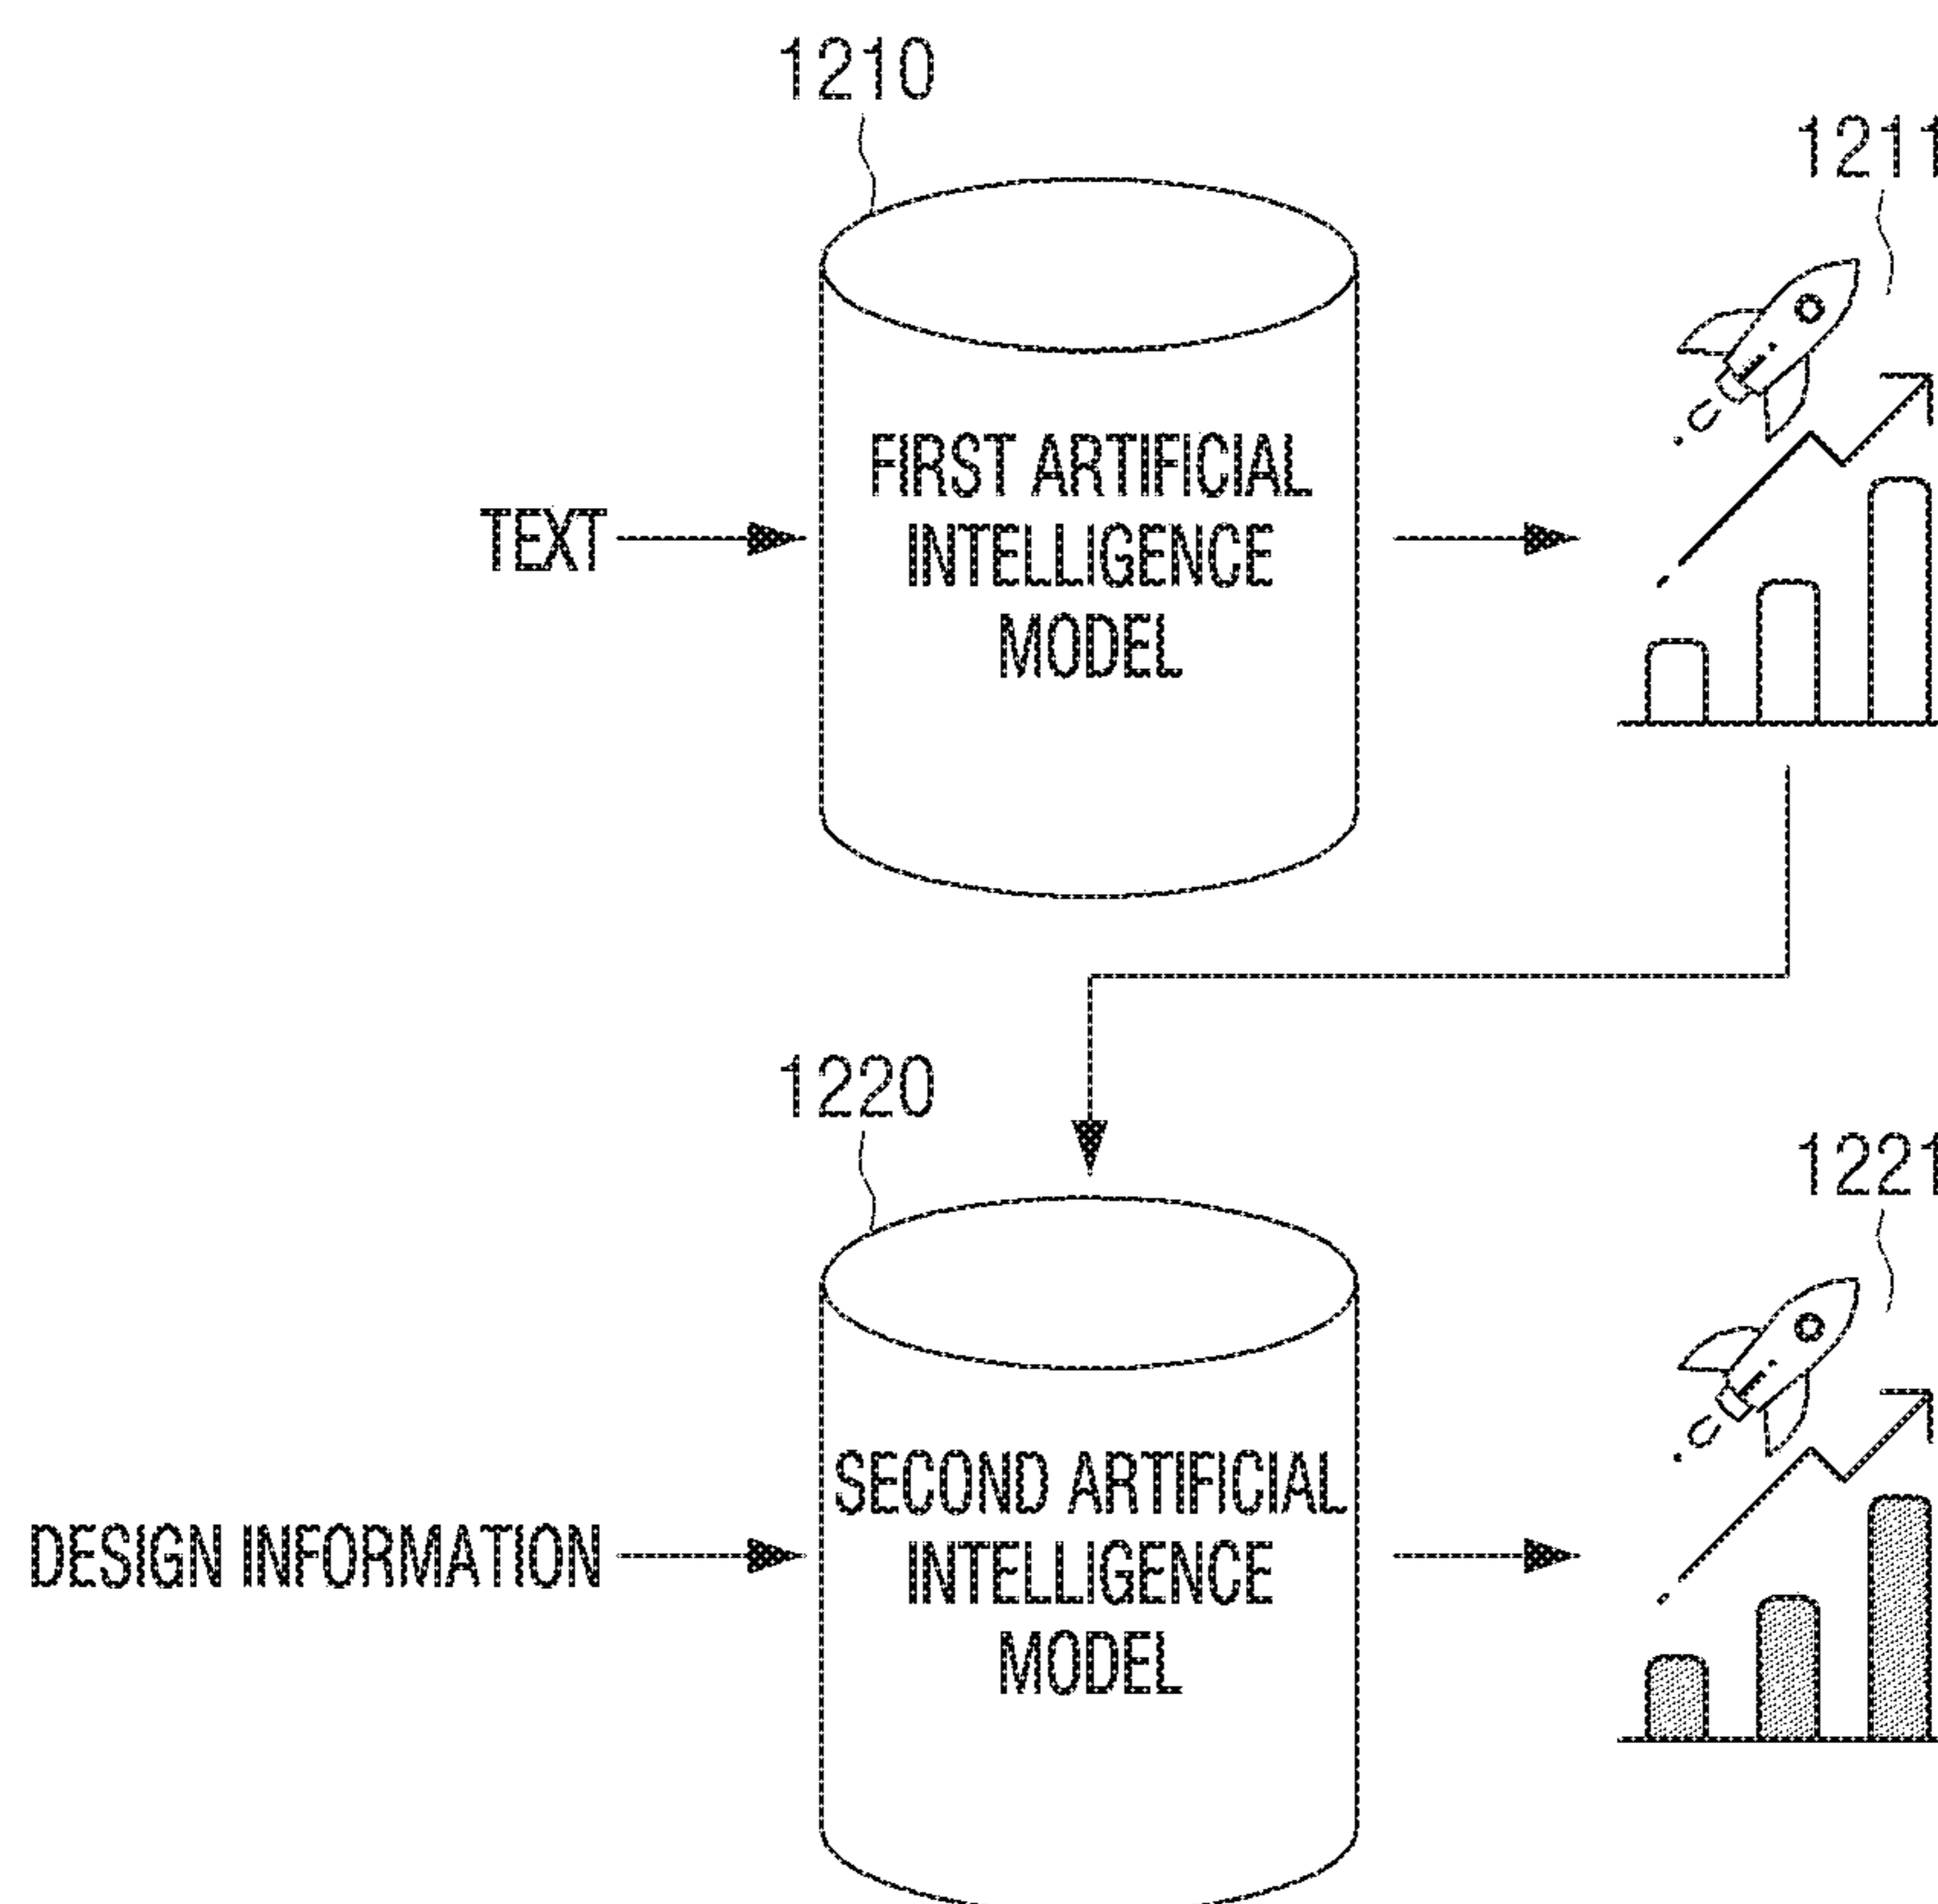 1210
1211
FIRST ARTIFICIAL
INTELLIGENCE
MODEL
TEXT
1220
1221
SECOND ARTIFICIAL
INTELLIGENCE
MODEL
DESIGN INFORMATION